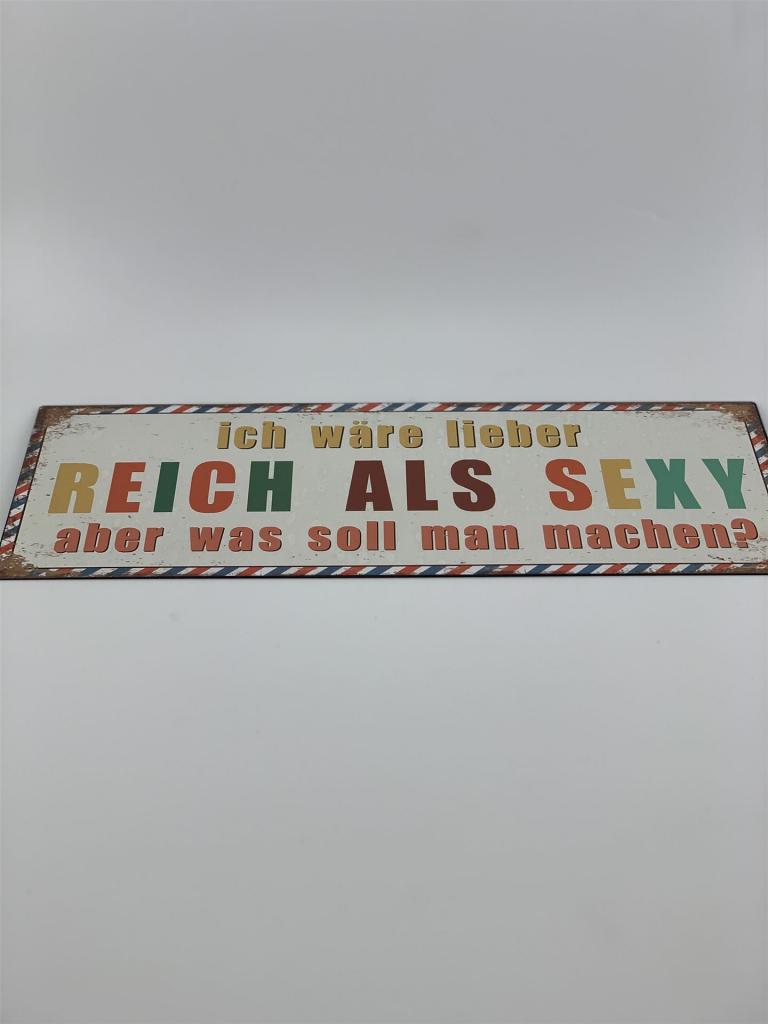 ich wäre lieber
REICH ALS SEXY
aber was soll man machen?